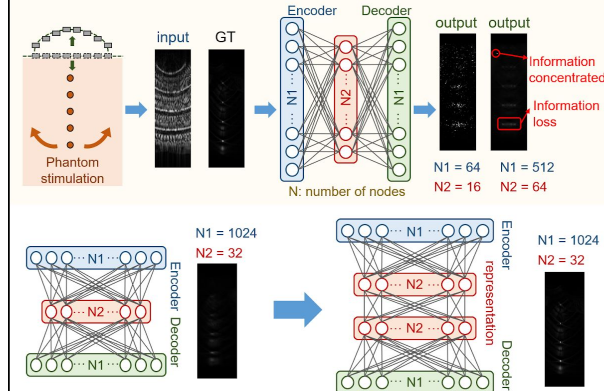 Encoder
Decoder
input
GT
output
output
Phantom
stimulation
N1
N2
N1
Information
concentrated
Information
loss
N: number of nodes
N1 = 64
N2 = 16
N1 = 512
N2 = 64
N1 = 1024
N2 = 32
··· N1 ···
··· N2 ···
··· N1 ···
Encoder
Decoder
··· N1 ···
··· N2 ···
··· N2 ···
··· N1 ···
Encoder
representation
Decod
N1 = 1024
N2 = 32